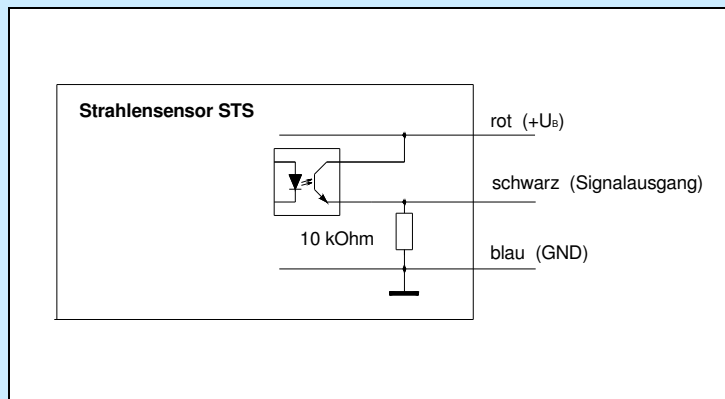 Strahlensensor STS
rot (+UB)
schwarz (Signalausgang)
10 kOhm
blau (GND)